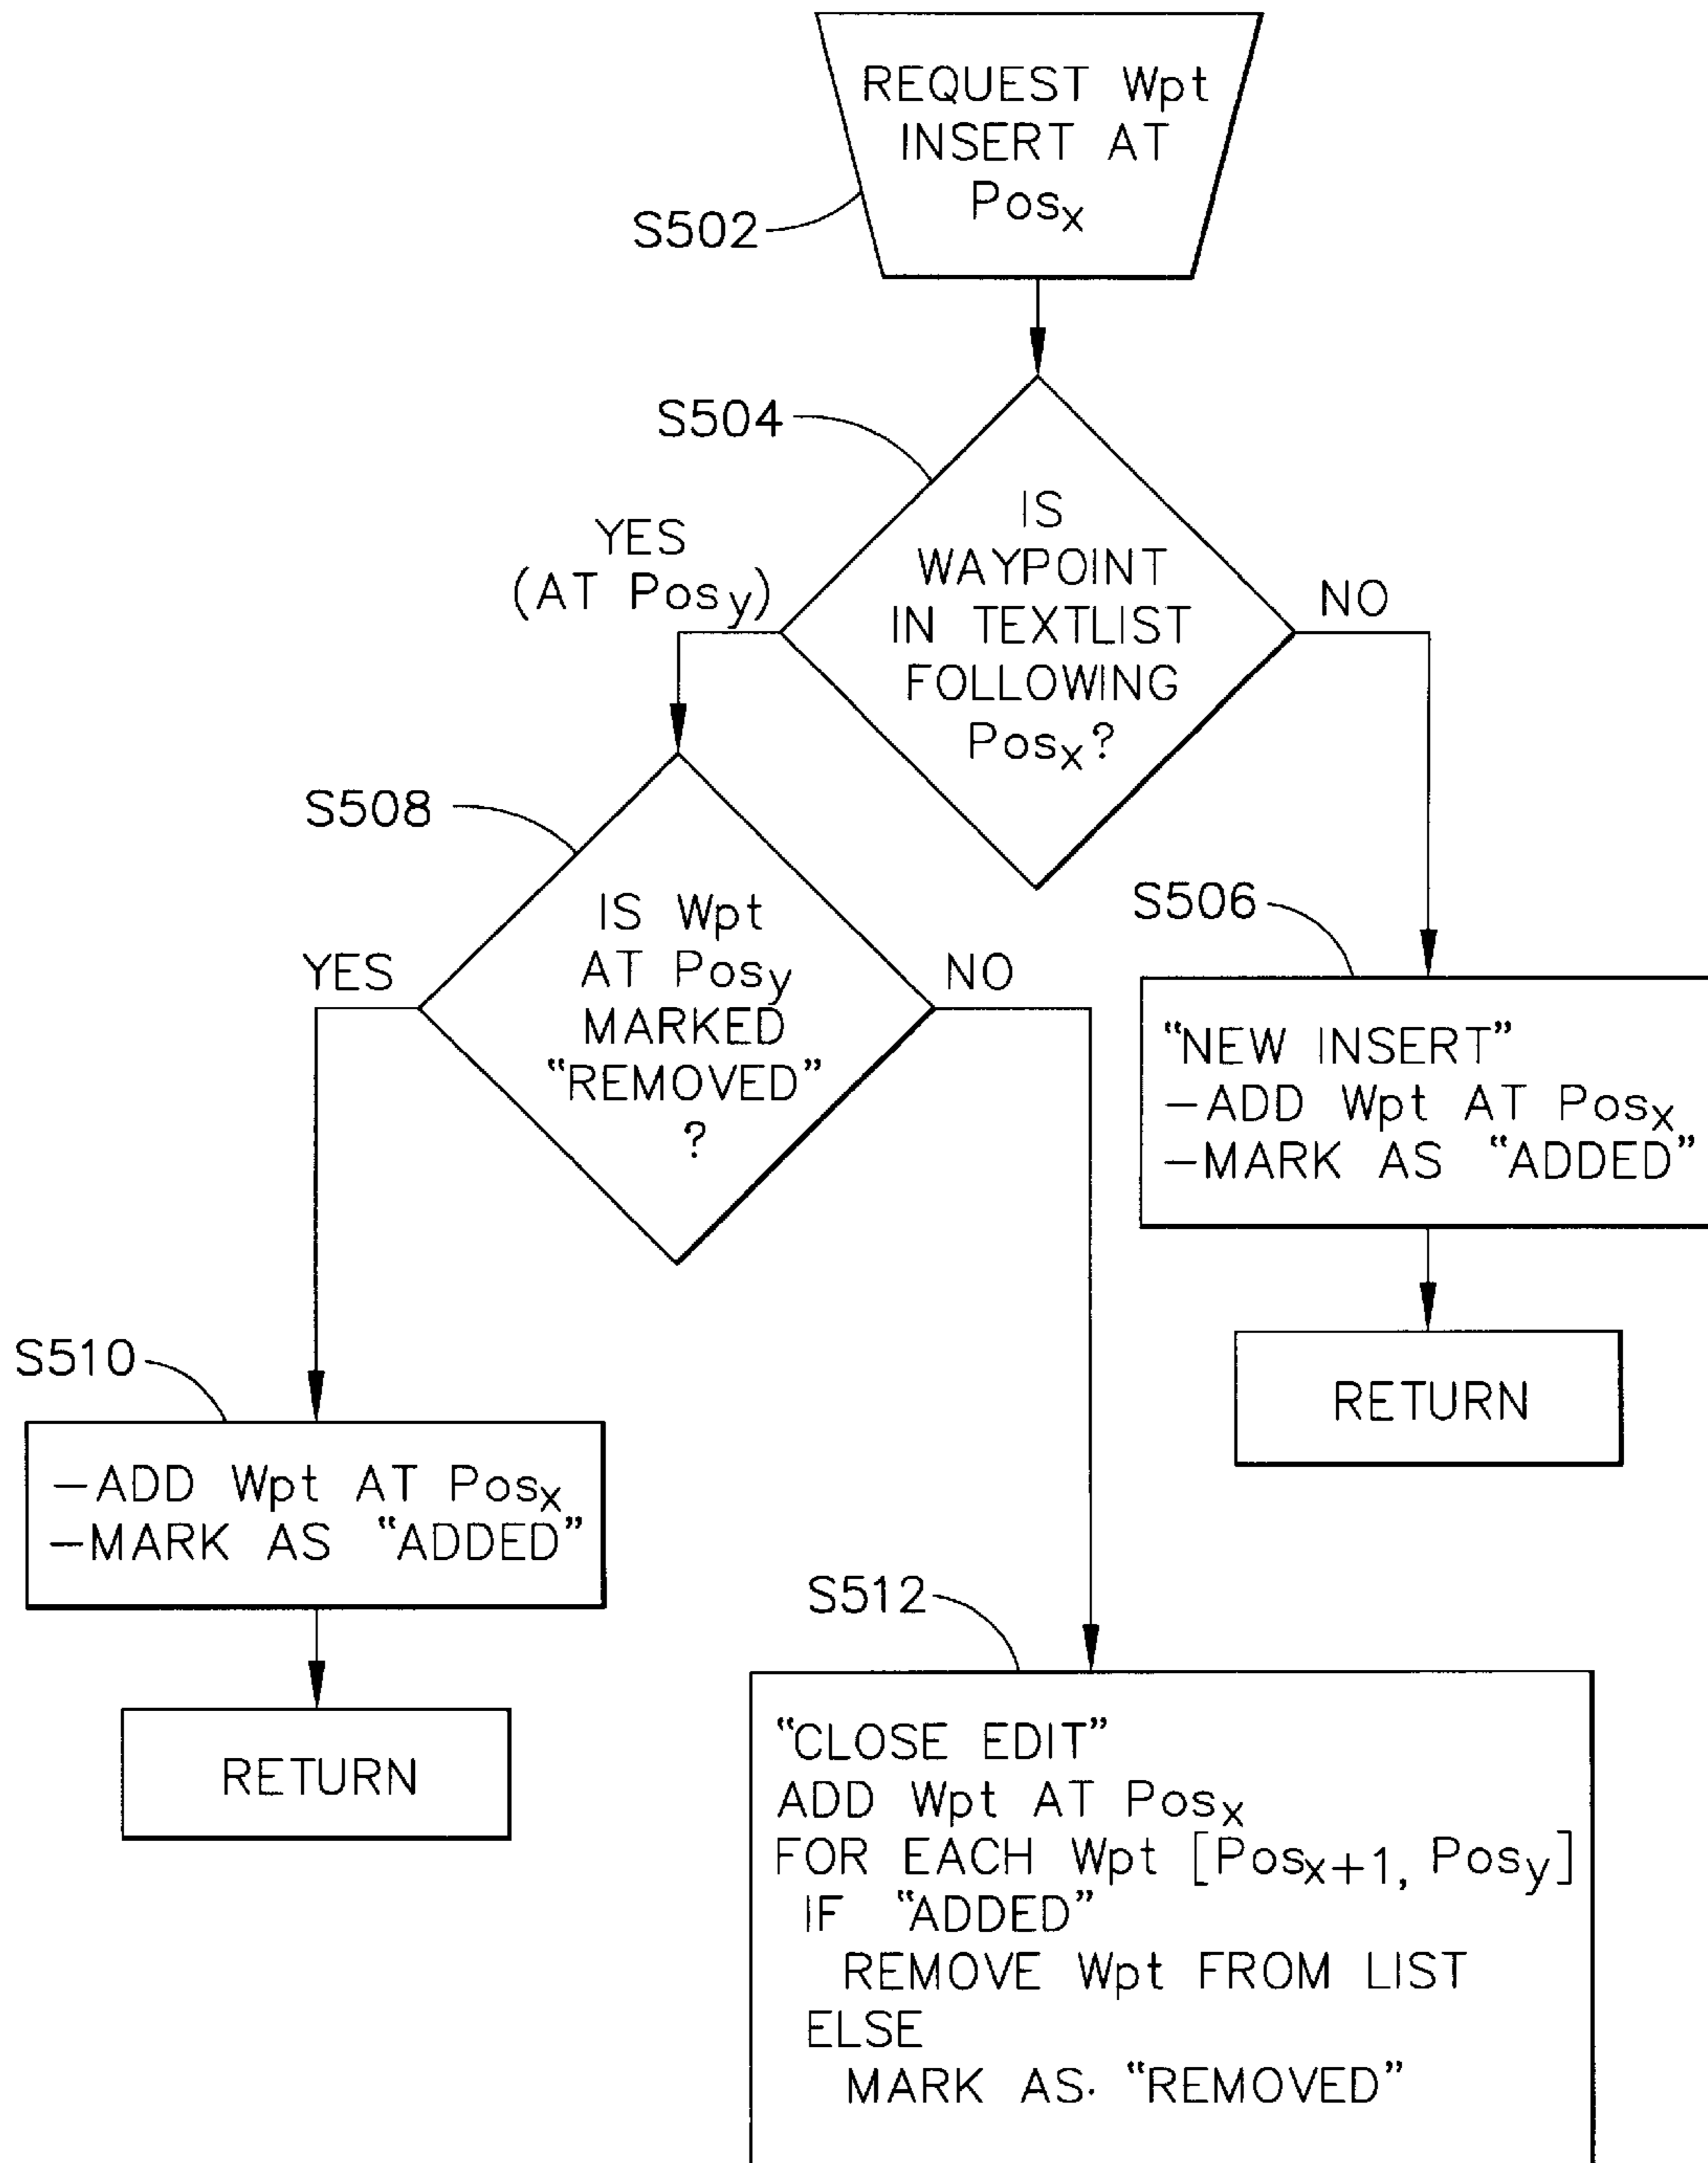 REQUEST Wpt
INSERT AT
Posx
S502
S504
IS
WAYPOINT
IN TEXTLIST
FOLLOWING
Posx?
YES
(AT Posy)
NO
S508
IS Wpt
AT Posy
MARKED
“REMOVED”
?
YES
NO
S506
“NEW INSERT”
–ADD Wpt AT Posx
–MARK AS “ADDED”
RETURN
S510
–ADD Wpt AT Posx
–MARK AS “ADDED”
RETURN
S512
“CLOSE EDIT”
ADD Wpt AT Posx
FOR EACH Wpt [Posx+1, Posy]
IF “ADDED”
REMOVE Wpt FROM LIST
ELSE
MARK AS “REMOVED”